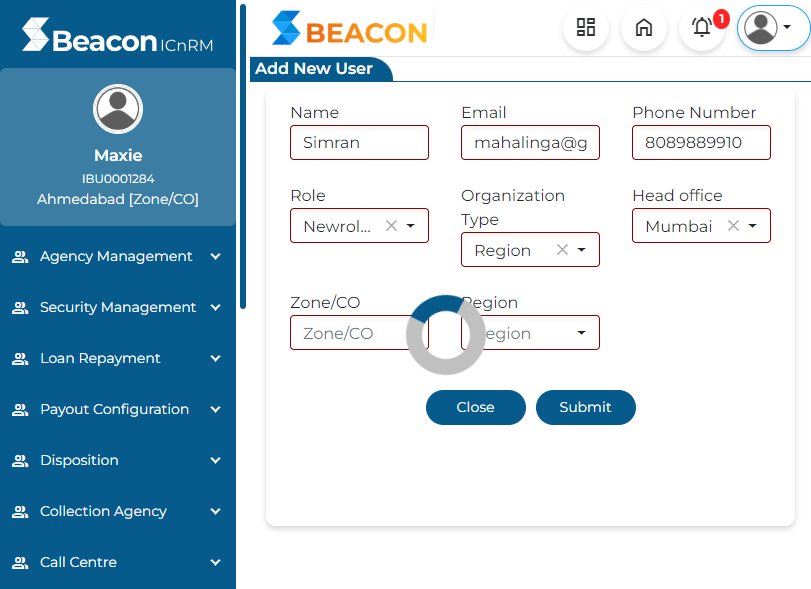 Beacon ICnRM
BEACON
1
Add New User
Maxie
IBU0001284
Ahmedabad [Zone/CO]
Agency Management
Security Management
Loan Repayment
Payout Configuration
Disposition
Collection Agency
Call Centre
Name
Email
Phone Number
Simran
mahalinga@g
8089889910
Role
Organization
Type
Head office
Newrol...
Region
Mumbai
Zone/CO
Region
Zone/CO
Region
Close
Submit